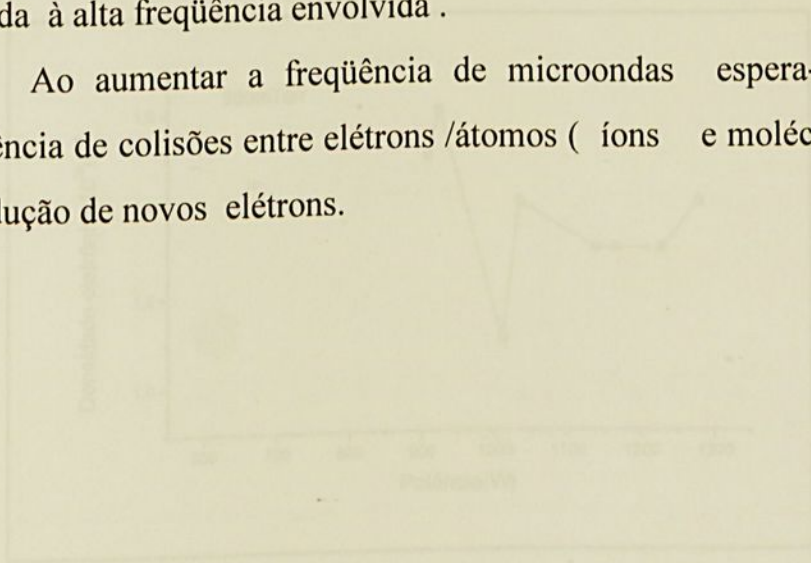 da à alta freqüência envolvida .
Ao aumentar a freqüência de microondas espera-
ência de colisões entre elétrons /átomos ( íons e moléc
lução de novos elétrons.